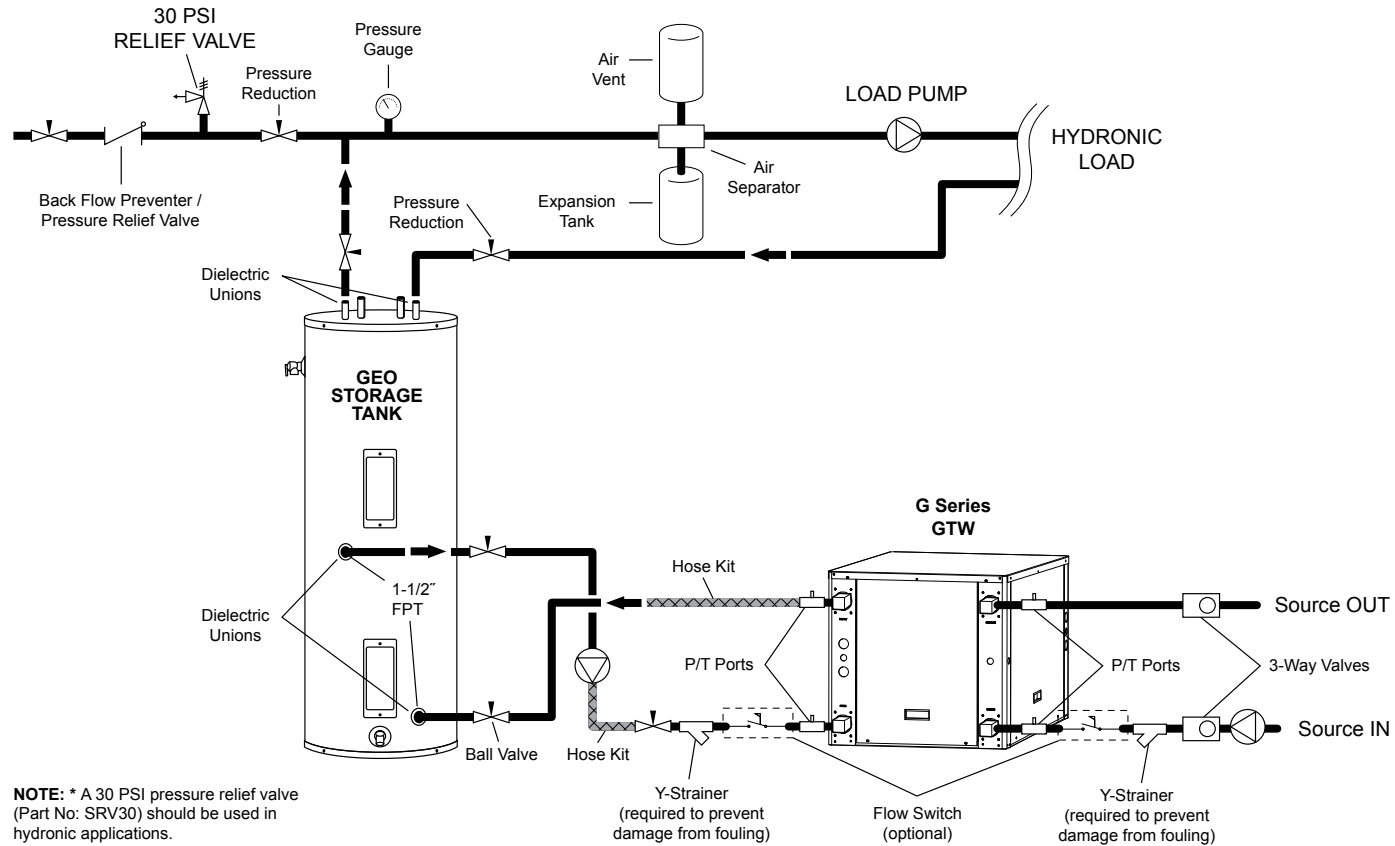 30 PSI
RELIEF VALVE
Pressure
Reduction
Pressure
Gauge
Air
Vent
LOAD PUMP
HYDRONIC
LOAD
Air
Separator
Back Flow Preventer /
Pressure Relief Valve
Pressure
Reduction
Expansion
Tank
Dielectric
Unions
GEO
STORAGE
TANK
G Series
GTW
Hose Kit
1-1/2″
FPT
Dielectric
Unions
Source OUT
P/T Ports
P/T Ports
3-Way Valves
Source IN
Ball Valve
Hose Kit
Y-Strainer
(required to prevent
damage from fouling)
Flow Switch
(optional)
Y-Strainer
(required to prevent
damage from fouling)
NOTE: * A 30 PSI pressure relief valve
(Part No: SRV30) should be used in
hydronic applications.